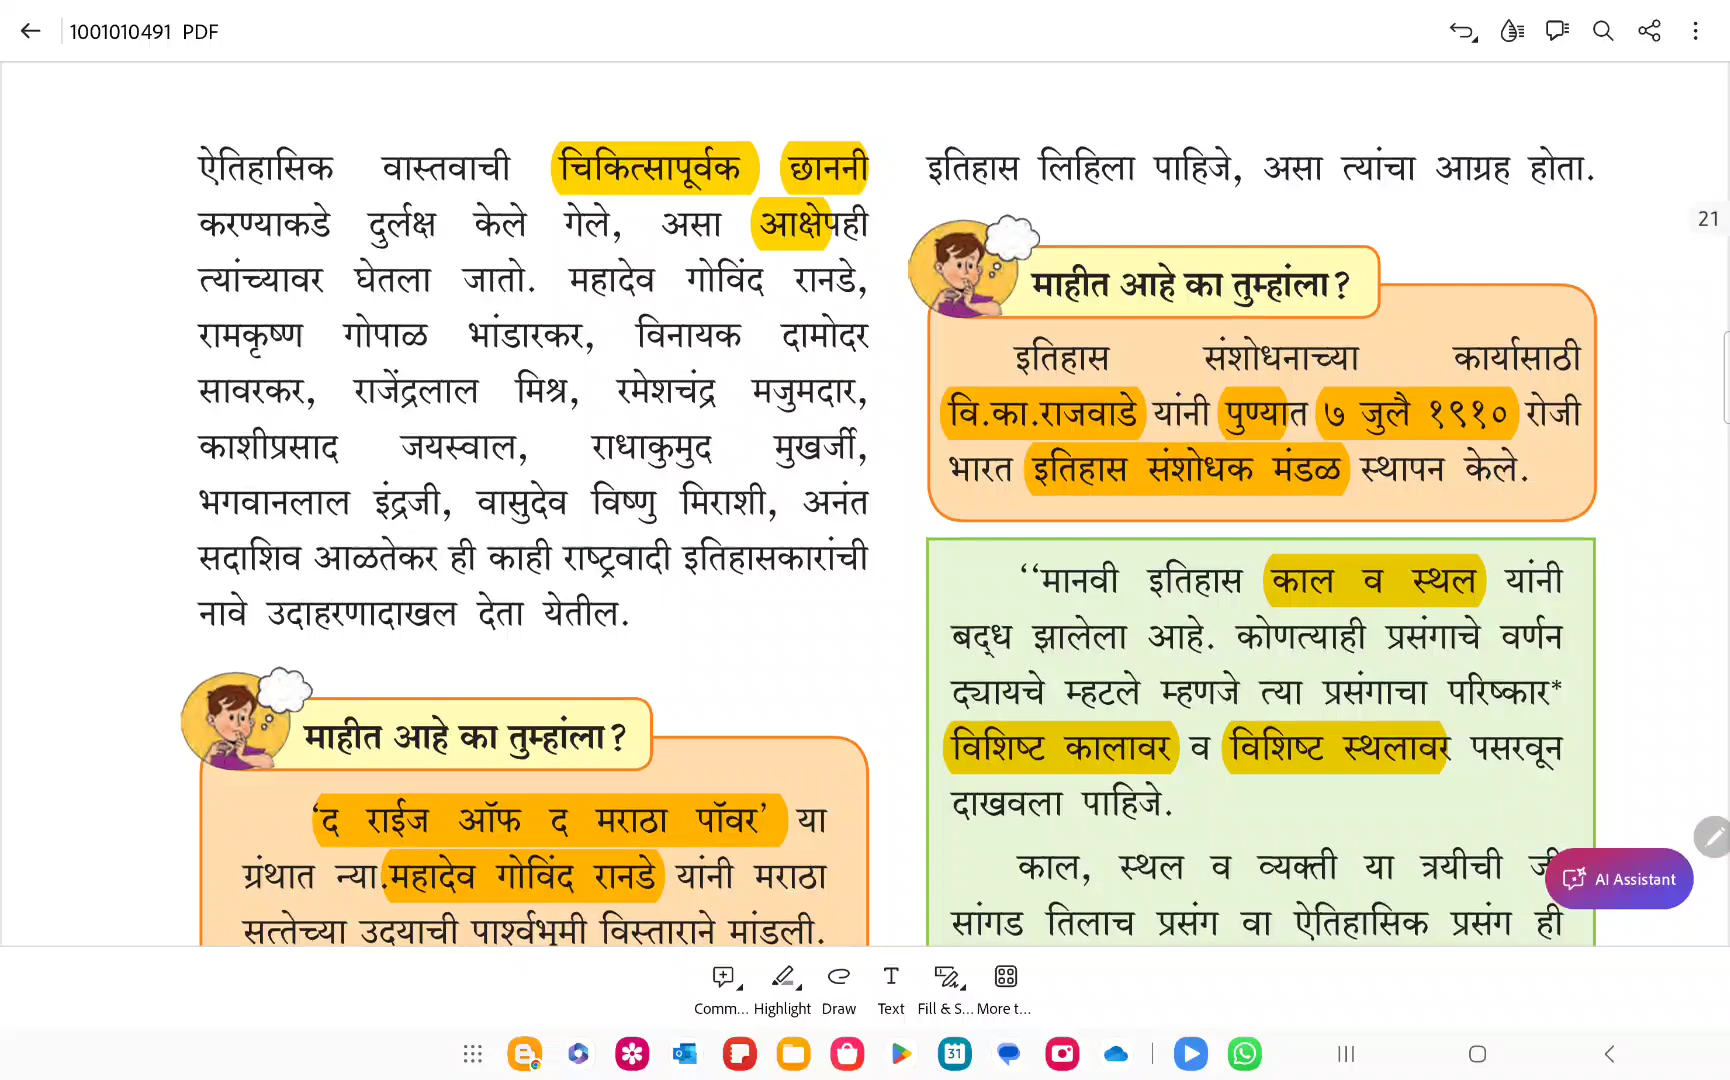 1001010491 PDF
ऐतिहासिक वास्तवाची चिकित्सापूर्वक छाननी
करण्याकडे दुर्लक्ष केले गेले, असा आक्षेपही
त्यांच्यावर घेतला जातो. महादेव गोविंद रानडे,
रामकृष्ण गोपाळ भांडारकर, विनायक दामोदर
सावरकर, राजेंद्रलाल मिश्र, रमेशचंद्र मजुमदार,
काशीप्रसाद जयस्वाल, राधाकुमुद मुखर्जी,
भगवानलाल इंद्रजी, वासुदेव विष्णु मिराशी, अनंत
सदाशिव आळतेकर ही काही राष्ट्रवादी इतिहासकारांची
नावे उदाहरणादाखल देता येतील.
माहीत आहे का तुम्हांला?
‘द राईज ऑफ द मराठा पॉवर’ या
ग्रंथात न्या.महादेव गोविंद रानडे यांनी मराठा
सत्तेच्या उदयाची पार्श्वभूमी विस्ताराने मांडली.
इतिहास लिहिला पाहिजे, असा त्यांचा आग्रह होता.
21
माहीत आहे का तुम्हांला?
इतिहास संशोधनाच्या कार्यासाठी
वि.का.राजवाडे यांनी पुण्यात ७ जुलै १९१० रोजी
भारत इतिहास संशोधक मंडळ स्थापन केले.
‘‘मानवी इतिहास काल व स्थल यांनी
बद्ध झालेला आहे. कोणत्याही प्रसंगाचे वर्णन
द्यायचे म्हटले म्हणजे त्या प्रसंगाचा परिष्कार*
विशिष्ट कालावर व विशिष्ट स्थलावर पसरवून
दाखवला पाहिजे.
काल, स्थल व व्यक्ती या त्रयीची जी
सांगड तिलाच प्रसंग वा ऐतिहासिक प्रसंग ही
AI Assistant
Comm... Highlight Draw Text Fill & S... More t...
31